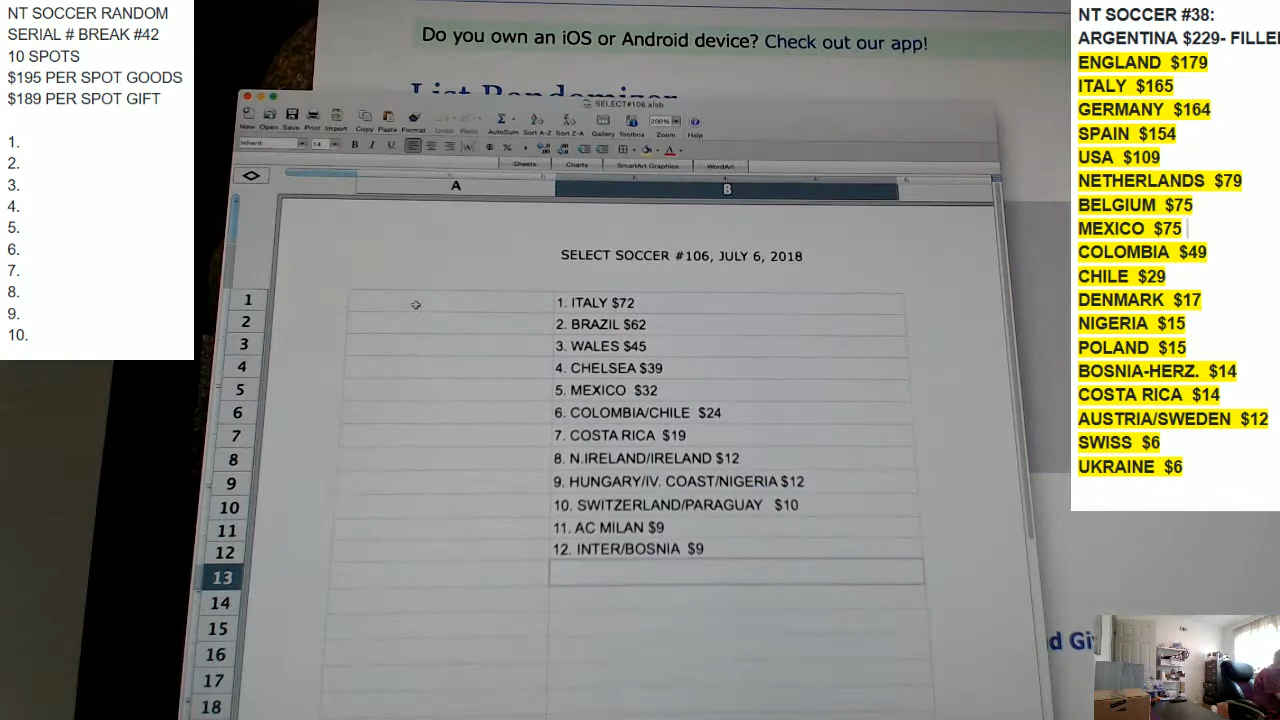 NT SOCCER RANDOM
SERIAL # BREAK #42
10 SPOTS
$195 PER SPOT GOODS
$189 PER SPOT GIFT
1.
2.
3.
4.
5.
6.
7.
8.
9.
10.
Do you own an iOS or Android device? Check out our app!
List Randomizer
SELECT#106.xlsb
New Open Save Print Import Copy Paste Format Undo Redo AutoSum Sort A-Z Sort Z-A Gallery Toolbox Zoom Help
200%
Inherit 14 B I U $ %
Sheets Charts SmartArt Graphics WordArt
A B
SELECT SOCCER #106, JULY 6, 2018
1 1. ITALY $72
2 2. BRAZIL $62
3 3. WALES $45
4 4. CHELSEA $39
5 5. MEXICO $32
6 6. COLOMBIA/CHILE $24
7 7. COSTA RICA $19
8 8. N.IRELAND/IRELAND $12
9 9. HUNGARY/IV. COAST/NIGERIA $12
10 10. SWITZERLAND/PARAGUAY $10
11 11. AC MILAN $9
12 12. INTER/BOSNIA $9
13
14
15
16
17
18
NT SOCCER #38:
ARGENTINA $229- FILLE
ENGLAND $179
ITALY $165
GERMANY $164
SPAIN $154
USA $109
NETHERLANDS $79
BELGIUM $75
MEXICO $75
COLOMBIA $49
CHILE $29
DENMARK $17
NIGERIA $15
POLAND $15
BOSNIA-HERZ. $14
COSTA RICA $14
AUSTRIA/SWEDEN $12
SWISS $6
UKRAINE $6
d Gi